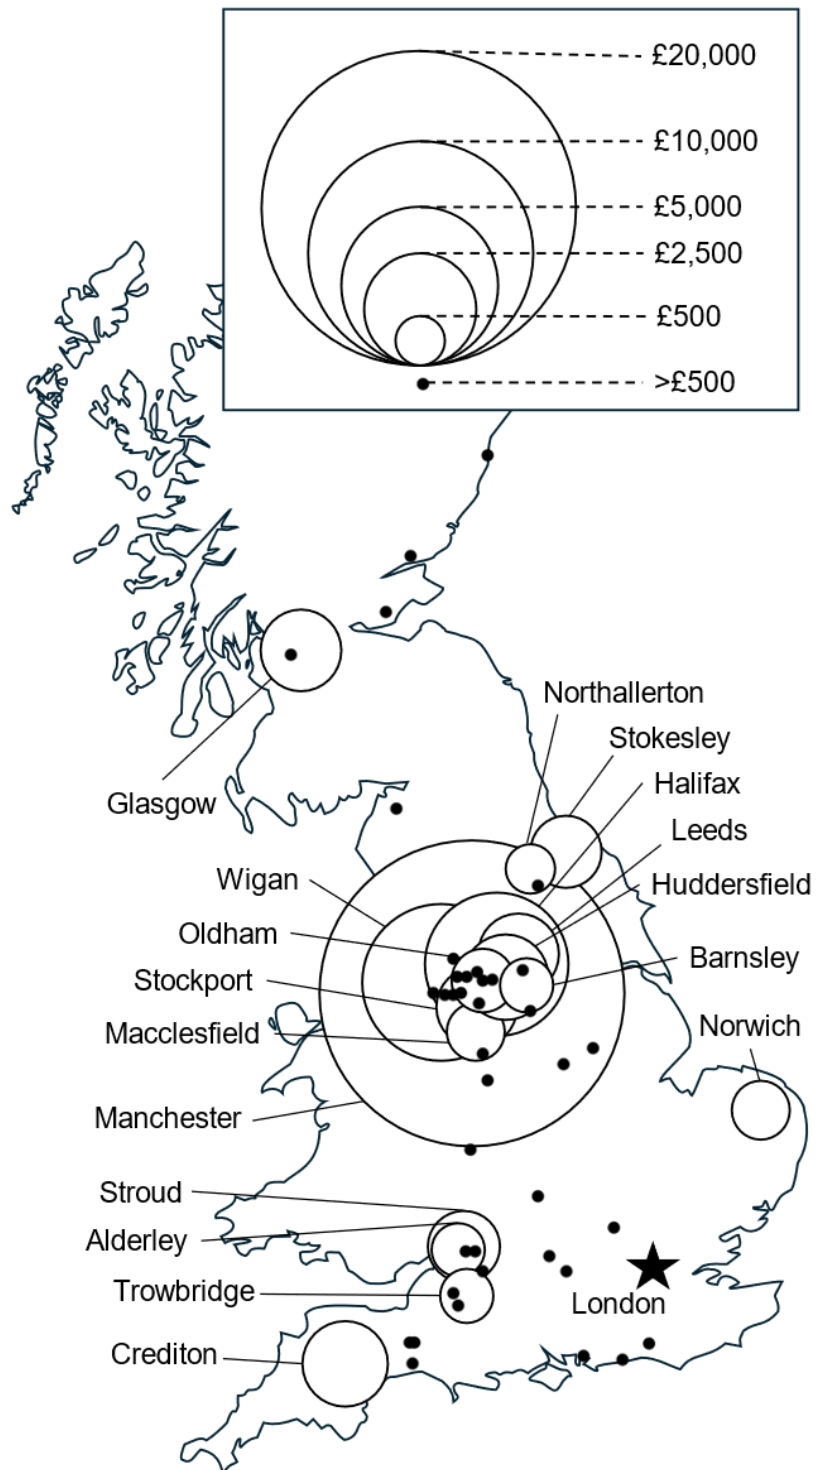 £20,000
£10,000
£5,000
£2,500
£500
>£500
Northallerton
Stokesley
Halifax
Glasgow
Leeds
Wigan
Huddersfield
Oldham
Barnsley
Stockport
Norwich
Macclesfield
Manchester
Stroud
Alderley
Trowbridge
London
Crediton